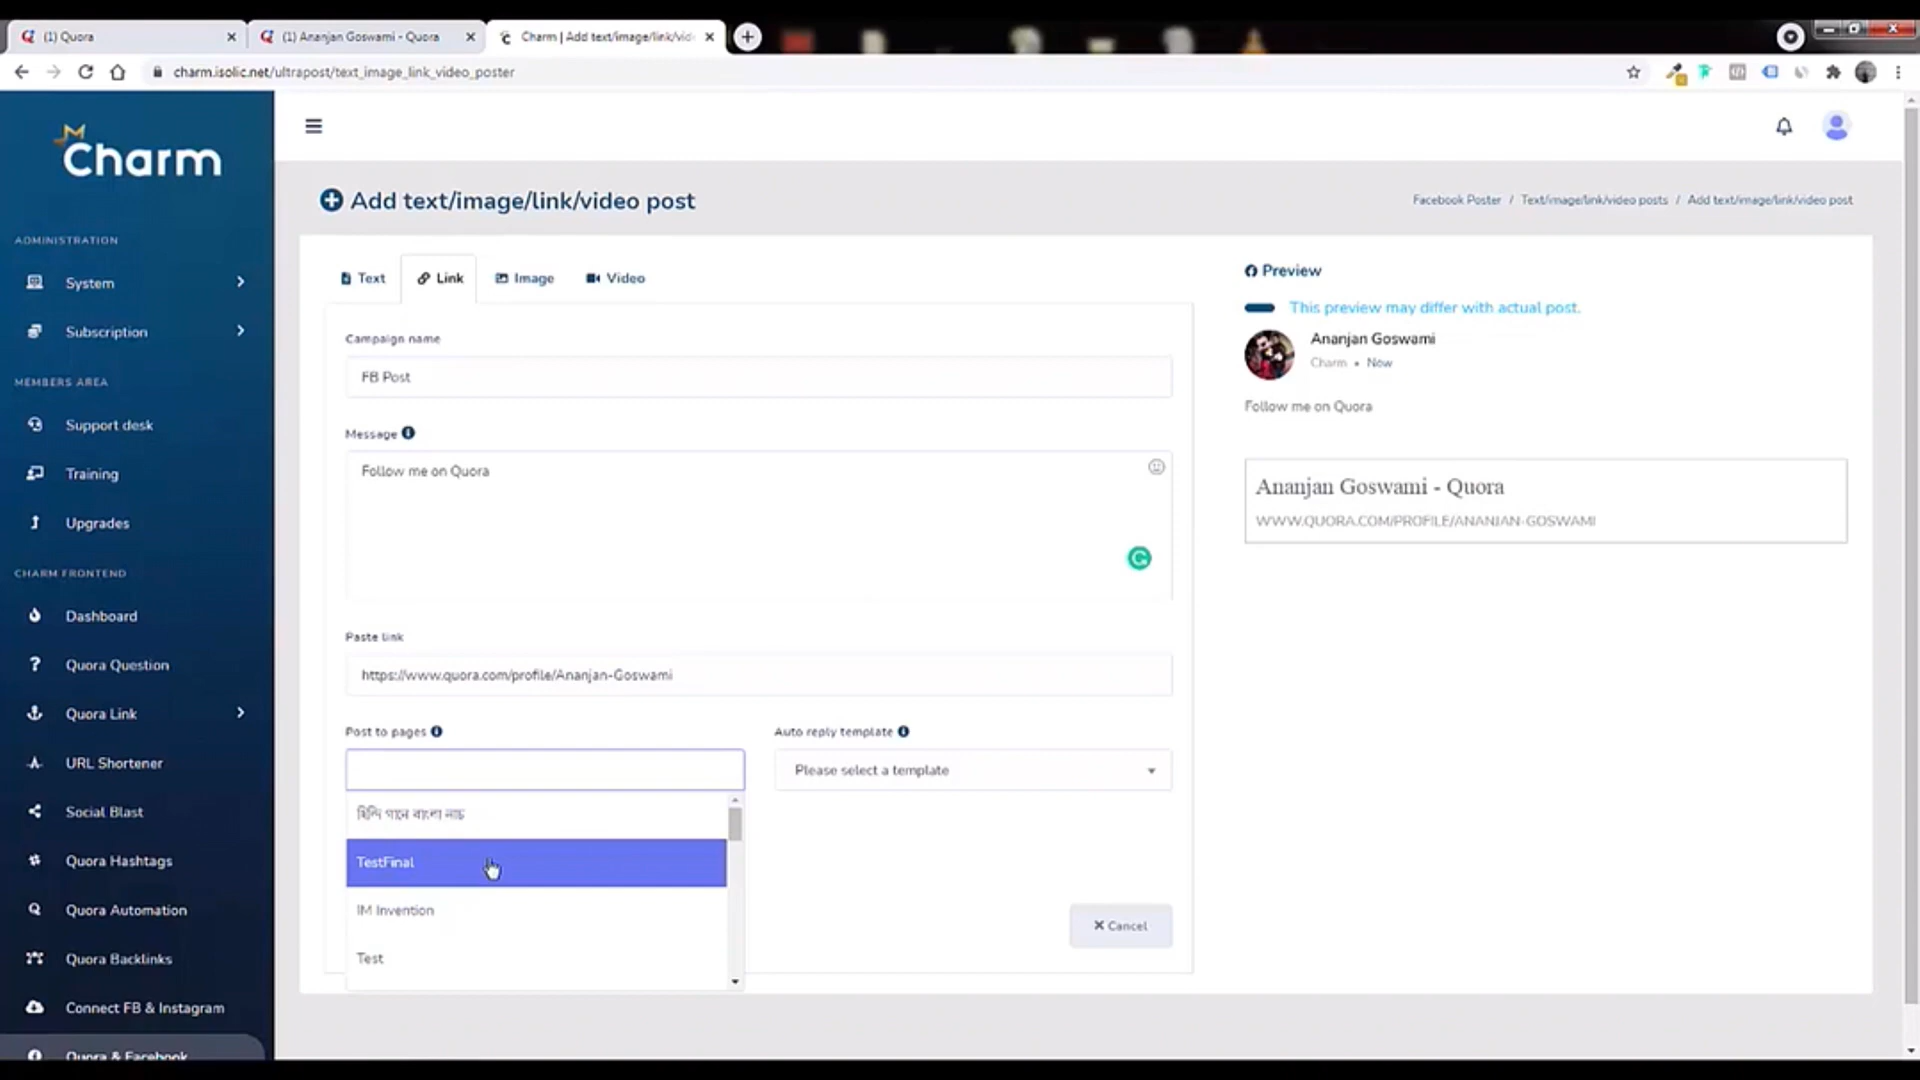 (1) Quora
(1) Ananjan Goswami - Quora
Charm | Add text/image/link/vid
charm.isolic.net/ultrapost/text_image_link_video_poster
Charm
ADMINISTRATION
System
Subscription
MEMBERS AREA
Support desk
Training
Upgrades
CHARM FRONTEND
Dashboard
Quora Question
Quora Link
URL Shortener
Social Blast
Quora Hashtags
Quora Automation
Quora Backlinks
Connect FB & Instagram
Quora & Facebook
Add text/image/link/video post
Facebook Poster / Text/image/link/video posts / Add text/image/link/video post
Text
Link
Image
Video
Campaign name
FB Post
Message
Follow me on Quora
Paste link
https://www.quora.com/profile/Ananjan-Goswami
Post to pages
Auto reply template
Please select a template
হিন্দি গানে বাংলা নাচ
TestFinal
IM Invention
Test
Cancel
Preview
This preview may differ with actual post.
Ananjan Goswami
Charm • Now
Follow me on Quora
Ananjan Goswami - Quora
WWW.QUORA.COM/PROFILE/ANANJAN-GOSWAMI